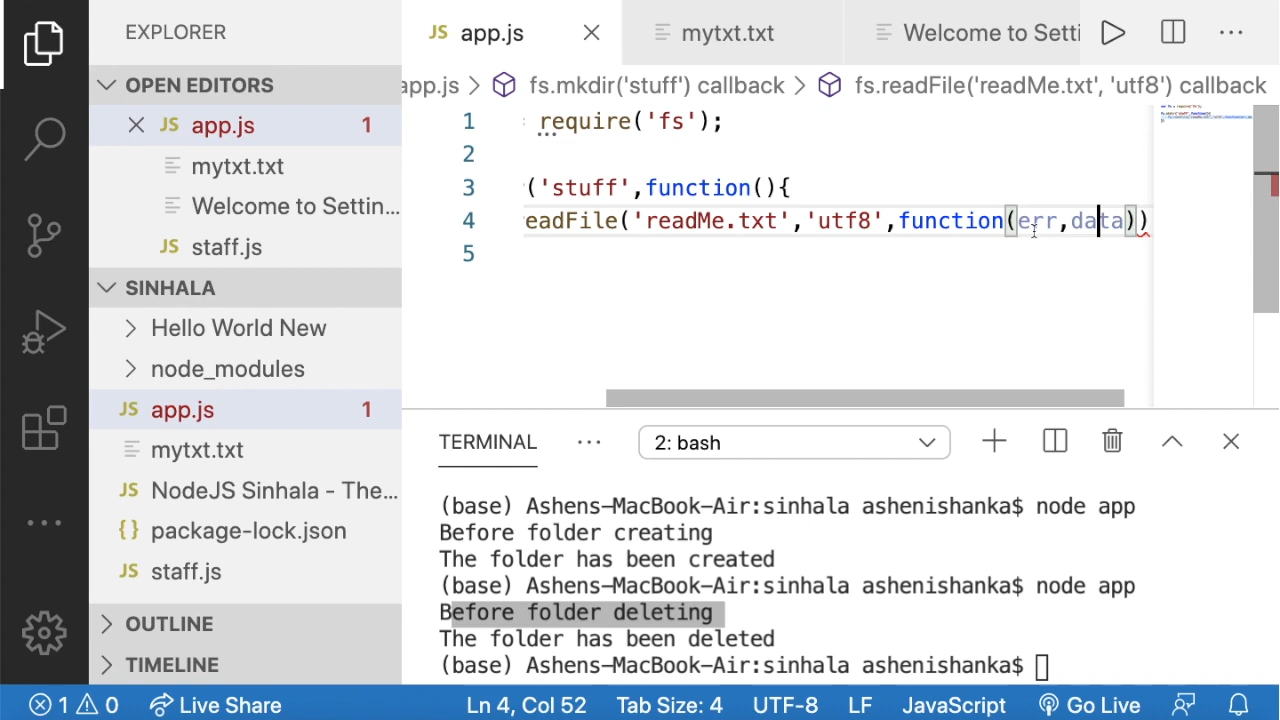 EXPLORER
OPEN EDITORS
JS app.js 1
mytxt.txt
Welcome to Settin...
JS staff.js
SINHALA
Hello World New
node_modules
JS app.js 1
mytxt.txt
JS NodeJS Sinhala - The...
{} package-lock.json
JS staff.js
OUTLINE
TIMELINE
JS app.js
mytxt.txt
Welcome to Setti
app.js > fs.mkdir('stuff') callback > fs.readFile('readMe.txt', 'utf8') callback
1 require('fs');
2
3 ('stuff',function(){
4 eadFile('readMe.txt','utf8',function(err,data))
5
TERMINAL ... 2: bash
(base) Ashens-MacBook-Air:sinhala ashenishanka$ node app
Before folder creating
The folder has been created
(base) Ashens-MacBook-Air:sinhala ashenishanka$ node app
Before folder deleting
The folder has been deleted
(base) Ashens-MacBook-Air:sinhala ashenishanka$
1 0 Live Share Ln 4, Col 52 Tab Size: 4 UTF-8 LF JavaScript Go Live